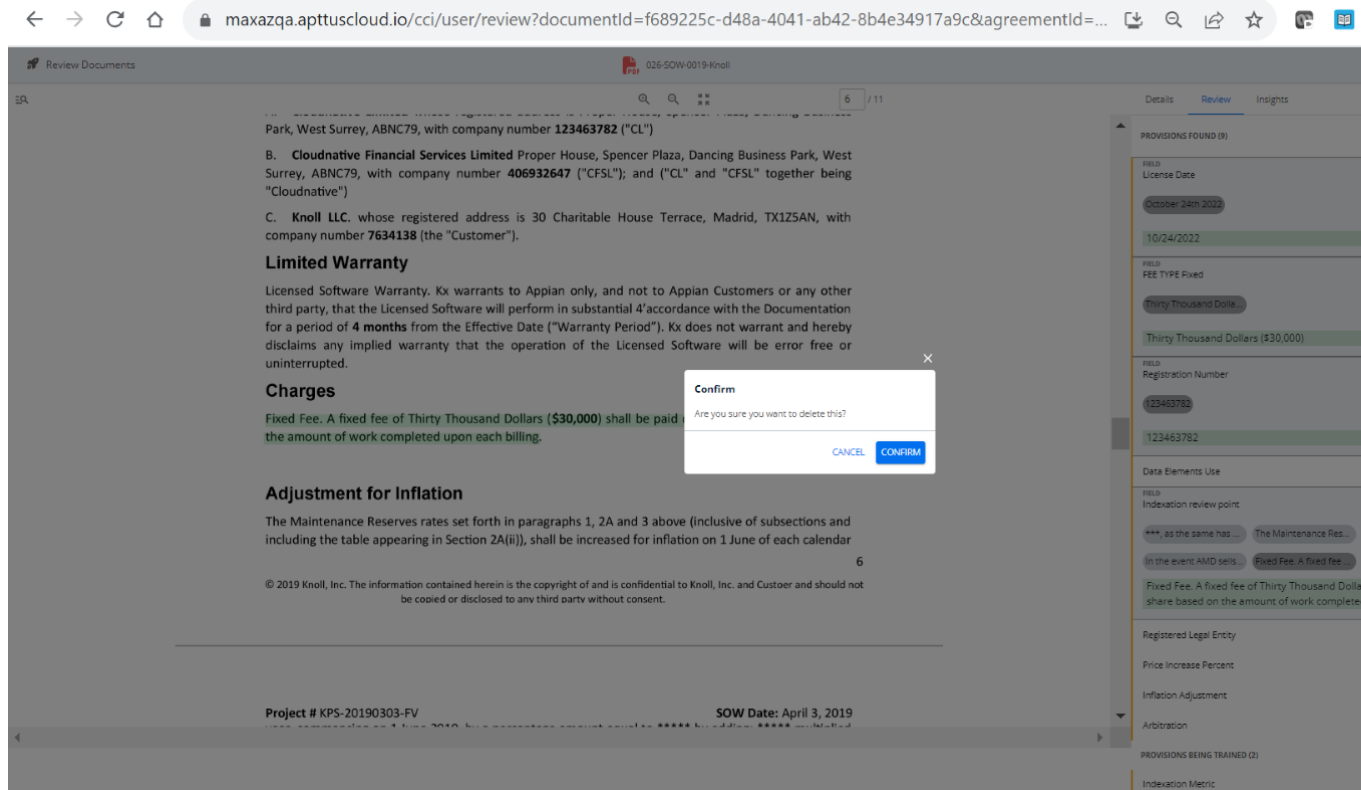 maxazqa.apttuscloud.io/cci/user/review?documentId=f689225c-d48a-4041-ab42-8b4e34917a9c&agreementId=...
Review Documents
PDF
026-SOW-0019-Knoll
6 / 11
Details Review Insights
Park, West Surrey, ABNC79, with company number 123463782 ("CL")
B. Cloudnative Financial Services Limited Proper House, Spencer Plaza, Dancing Business Park, West
Surrey, ABNC79, with company number 406932647 ("CFSL"); and ("CL" and "CFSL" together being
"Cloudnative")
C. Knoll LLC. whose registered address is 30 Charitable House Terrace, Madrid, TX1Z5AN, with
company number 7634138 (the "Customer").
Limited Warranty
Licensed Software Warranty. Kx warrants to Appian only, and not to Appian Customers or any other
third party, that the Licensed Software will perform in substantial 4'accordance with the Documentation
for a period of 4 months from the Effective Date ("Warranty Period"). Kx does not warrant and hereby
disclaims any implied warranty that the operation of the Licensed Software will be error free or
uninterrupted.
Charges
Fixed Fee. A fixed fee of Thirty Thousand Dollars ($30,000) shall be paid
the amount of work completed upon each billing.
Adjustment for Inflation
The Maintenance Reserves rates set forth in paragraphs 1, 2A and 3 above (inclusive of subsections and
including the table appearing in Section 2A(ii)), shall be increased for inflation on 1 June of each calendar
6
© 2019 Knoll, Inc. The information contained herein is the copyright of and is confidential to Knoll, Inc. and Custoer and should not
be copied or disclosed to any third party without consent.
Project # KPS-20190303-FV SOW Date: April 3, 2019
Confirm
Are you sure you want to delete this?
CANCEL CONFIRM
PROVISIONS FOUND (9)
FIELD
License Date
October 24th 2022
10/24/2022
FIELD
FEE TYPE Fixed
Thirty Thousand Dolla...
Thirty Thousand Dollars ($30,000)
FIELD
Registration Number
123463782
123463782
Data Elements Use
FIELD
Indexation review point
***, as the same has ... The Maintenance Res...
In the event AMD sells... Fixed Fee. A fixed fee ...
Fixed Fee. A fixed fee of Thirty Thousand Dolla
share based on the amount of work complete
Registered Legal Entity
Price Increase Percent
Inflation Adjustment
Arbitration
PROVISIONS BEING TRAINED (2)
Indexation Metric